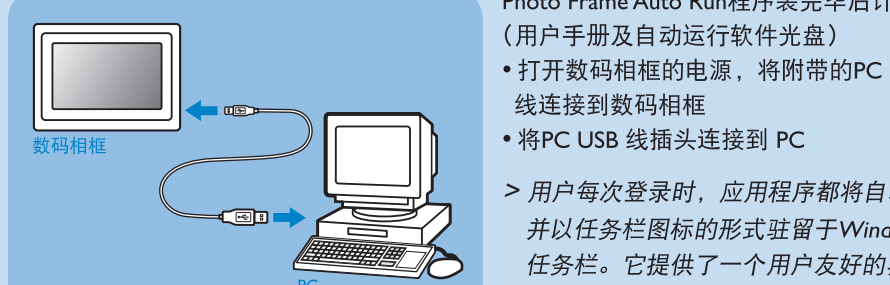 数码相框
PC
Photo Frame Auto Run程序装完毕后计
（用户手册及自动运行软件光盘）
• 打开数码相框的电源，将附带的PC
线连接到数码相框
• 将PC USB 线插头连接到 PC
> 用户每次登录时，应用程序都将自
并以任务栏图标的形式驻留于Wind
任务栏。它提供了一个用户友好的